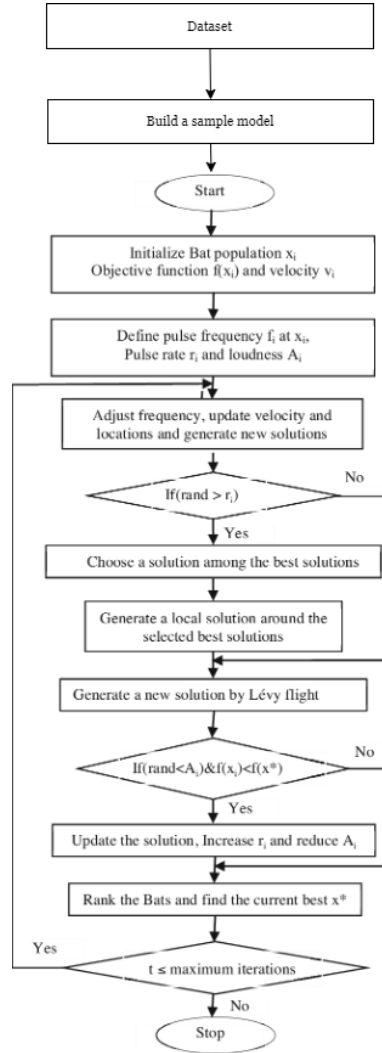 Dataset
Build a sample model
Start
Initialize Bat population xᵢ
Objective function f(xᵢ) and velocity vᵢ
Define pulse frequency fᵢ at xᵢ,
Pulse rate rᵢ and loudness Aᵢ
Adjust frequency, update velocity and
locations and generate new solutions
If(rand > rᵢ)
No
Yes
Choose a solution among the best solutions
Generate a local solution around the
selected best solutions
Generate a new solution by Lévy flight
If(rand<Aᵢ)&f(xᵢ)<f(x*)
No
Yes
Update the solution, Increase rᵢ and reduce Aᵢ
Rank the Bats and find the current best x*
Yes
t ≤ maximum iterations
No
Stop